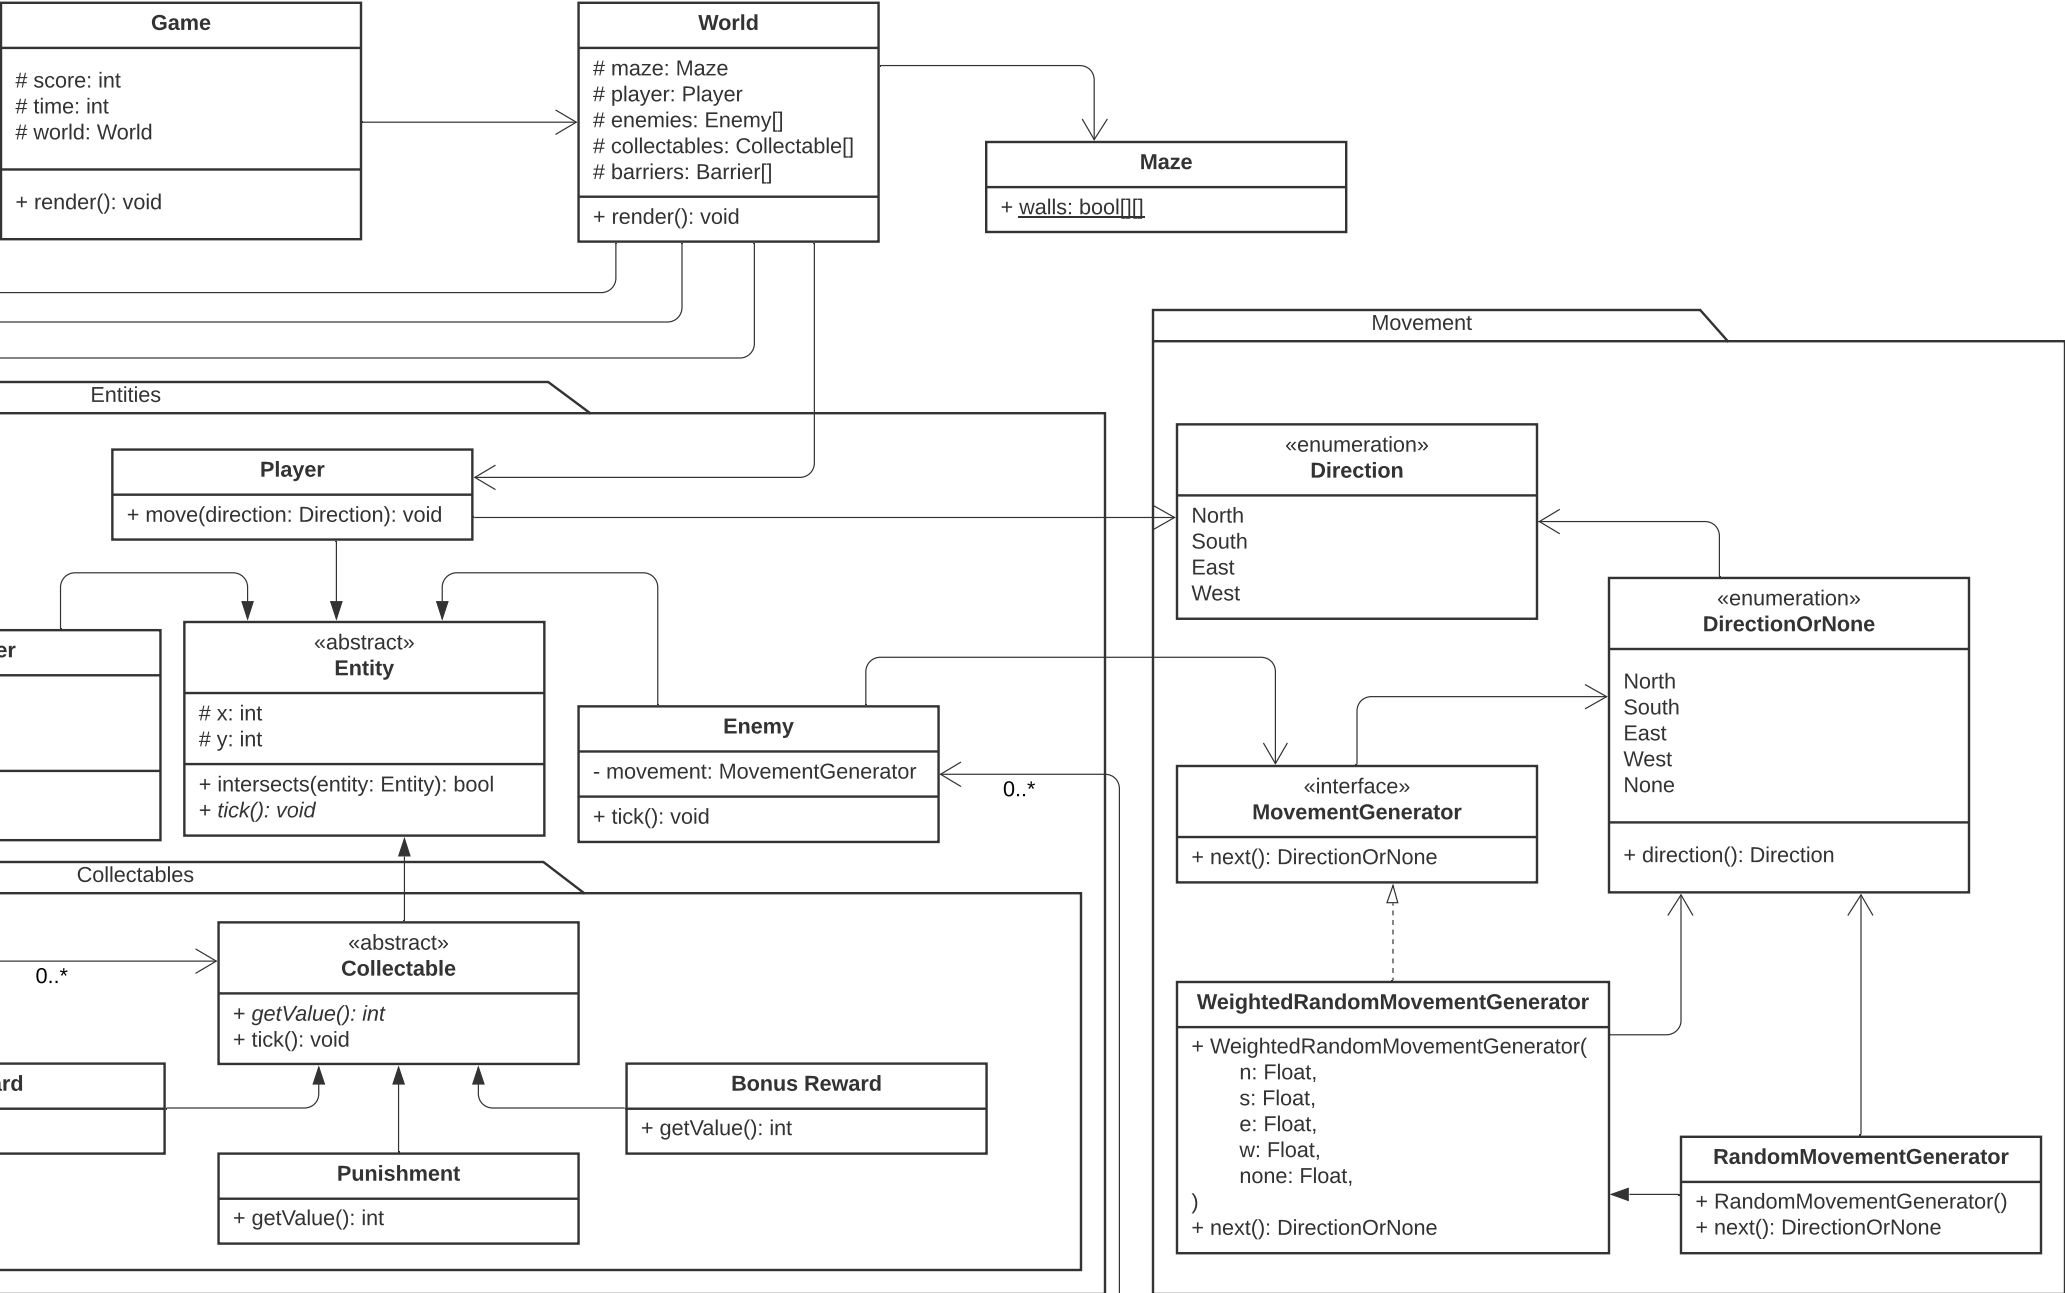 Game
# score: int
# time: int
# world: World
+ render(): void
World
# maze: Maze
# player: Player
# enemies: Enemy[]
# collectables: Collectable[]
# barriers: Barrier[]
+ render(): void
Maze
+ walls: bool[][]
Movement
Entities
Player
+ move(direction: Direction): void
«enumeration»
Direction
North
South
East
West
«enumeration»
DirectionOrNone
North
South
East
West
None
+ direction(): Direction
er
«abstract»
Entity
# x: int
# y: int
+ intersects(entity: Entity): bool
+ tick(): void
Enemy
- movement: MovementGenerator
+ tick(): void
0..*
«interface»
MovementGenerator
+ next(): DirectionOrNone
Collectables
«abstract»
Collectable
+ getValue(): int
+ tick(): void
0..*
rd
Bonus Reward
+ getValue(): int
Punishment
+ getValue(): int
WeightedRandomMovementGenerator
+ WeightedRandomMovementGenerator(
n: Float,
s: Float,
e: Float,
w: Float,
none: Float,
)
+ next(): DirectionOrNone
RandomMovementGenerator
+ RandomMovementGenerator()
+ next(): DirectionOrNone